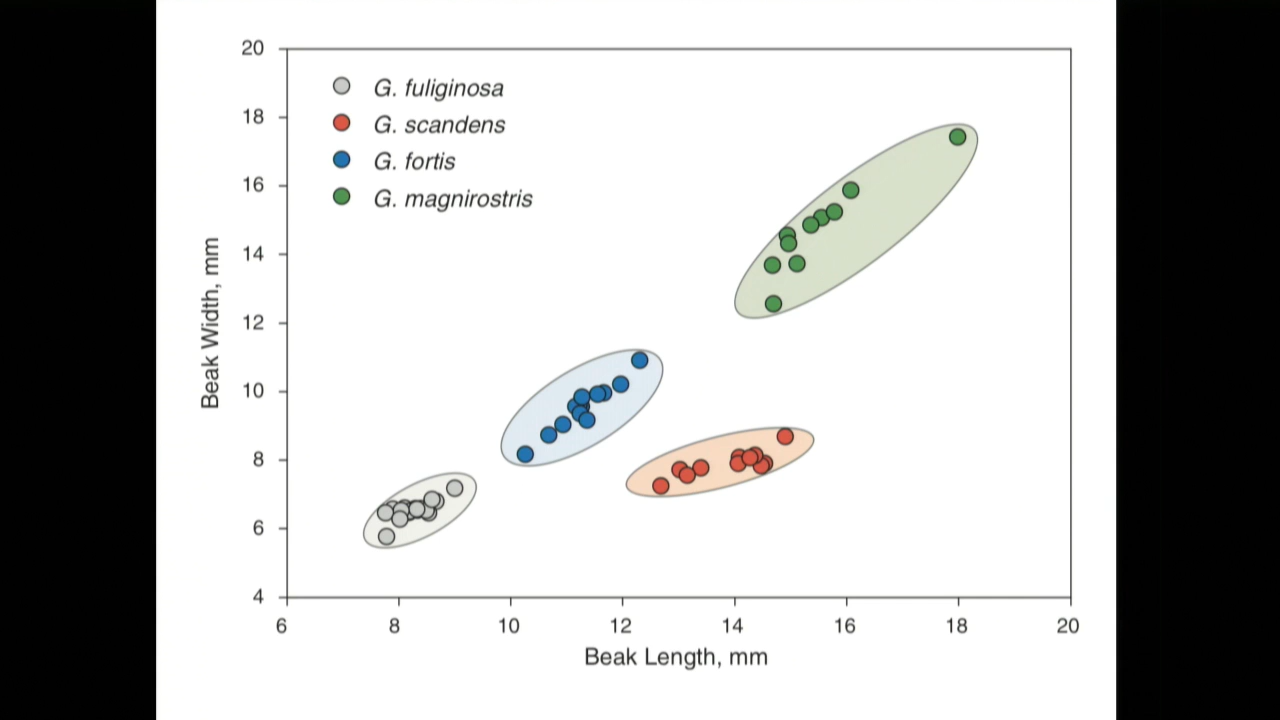 20
18
16
14
12
10
8
6
4
Beak Width, mm
G. fuliginosa
G. scandens
G. fortis
G. magnirostris
6 8 10 12 14 16 18 20
Beak Length, mm